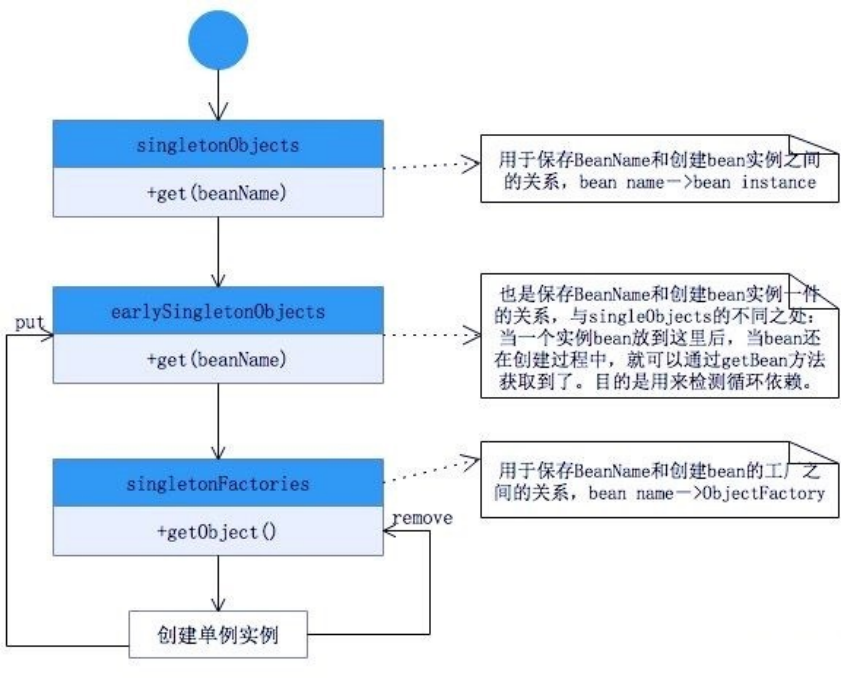 singletonObjects
+get(beanName)
用于保存BeanName和创建bean实例之间
的关系，bean name—>bean instance
earlySingletonObjects
+get(beanName)
put
也是保存BeanName和创建bean实例一件
的关系，与singleObjects的不同之处：
当一个实例bean放到这里后，当bean还
在创建过程中，就可以通过getBean方法
获取到了。目的是用来检测循环依赖。
singletonFactories
+getObject()
用于保存BeanName和创建bean的工厂之
间的关系，bean name—>ObjectFactory
remove
创建单例实例